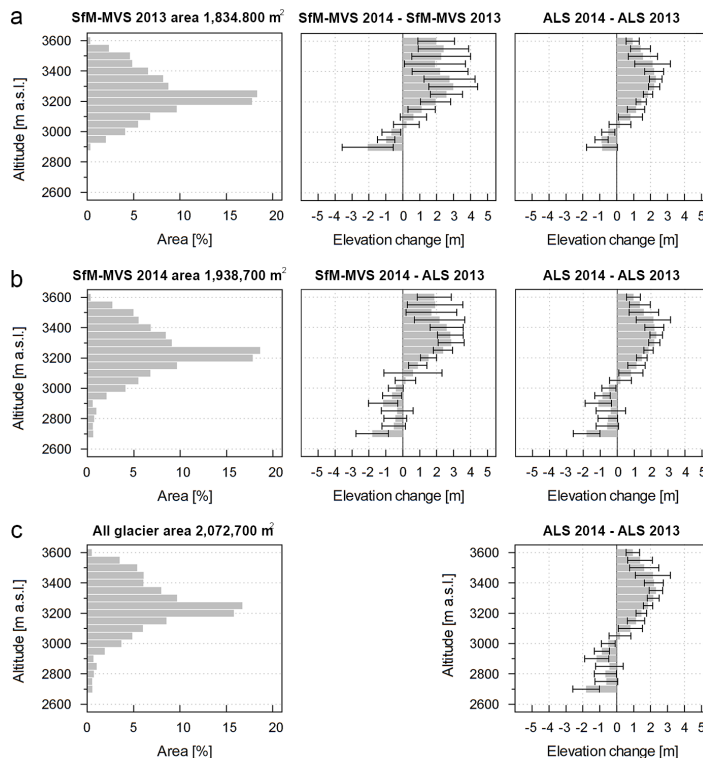 a
SfM-MVS 2013 area 1,834.800 m²
SfM-MVS 2014 - SfM-MVS 2013
ALS 2014 - ALS 2013
Altitude [m a.s.l.]
3600
3400
3200
3000
2800
2600
0 5 10 15 20
-5 -4 -3 -2 -1 0 1 2 3 4 5
-5 -4 -3 -2 -1 0 1 2 3 4 5
Area [%]
Elevation change [m]
Elevation change [m]
b
SfM-MVS 2014 area 1,938,700 m²
SfM-MVS 2014 - ALS 2013
ALS 2014 - ALS 2013
Altitude [m a.s.l.]
3600
3400
3200
3000
2800
2600
0 5 10 15 20
-5 -4 -3 -2 -1 0 1 2 3 4 5
-5 -4 -3 -2 -1 0 1 2 3 4 5
Area [%]
Elevation change [m]
Elevation change [m]
c
All glacier area 2,072,700 m²
ALS 2014 - ALS 2013
Altitude [m a.s.l.]
3600
3400
3200
3000
2800
2600
Altitude [m a.s.l.]
3600
3400
3200
3000
2800
2600
0 5 10 15 20
-5 -4 -3 -2 -1 0 1 2 3 4 5
Area [%]
Elevation change [m]